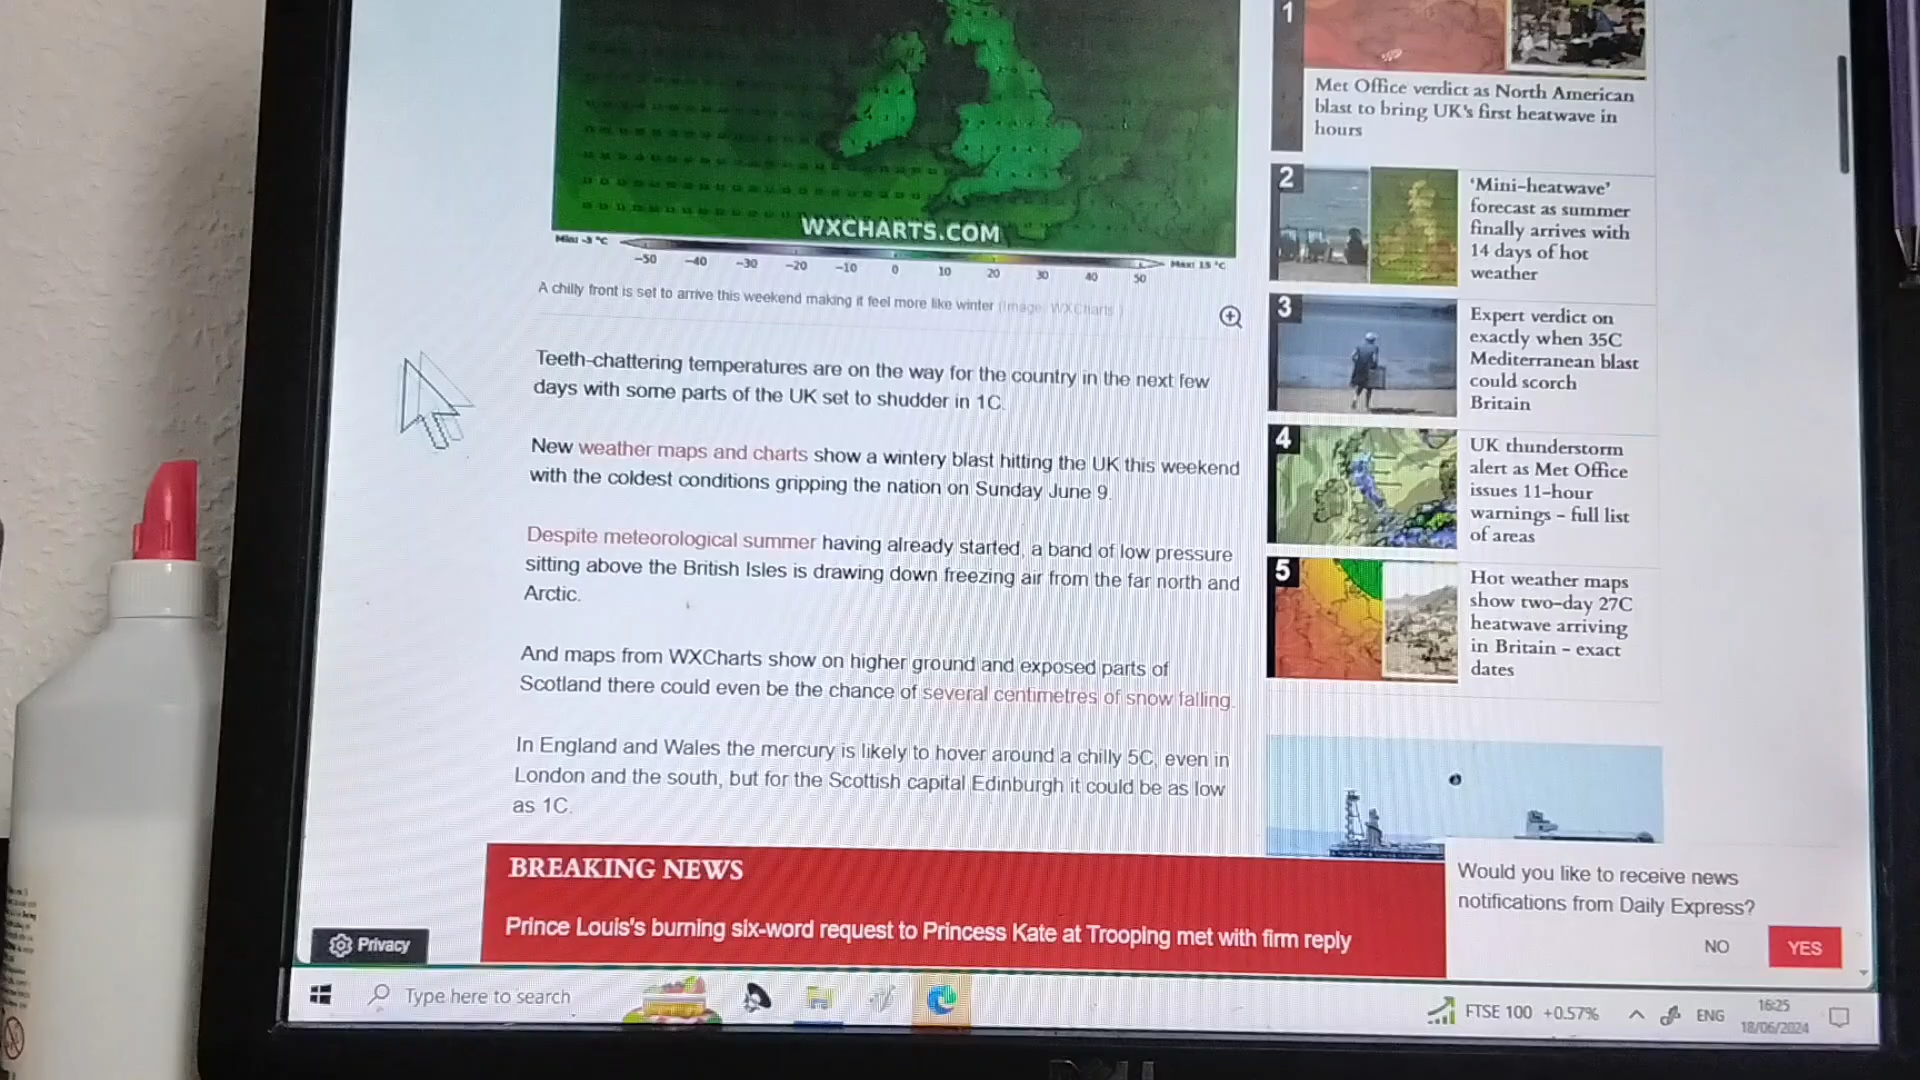 WXCHARTS.COM
Mini -3 °C
-50 -40 -30 -20 -10 0 10 20 30 40 50
Maxi 15 °C
A chilly front is set to arrive this weekend making it feel more like winter (Image: WXCharts )
Teeth-chattering temperatures are on the way for the country in the next few
days with some parts of the UK set to shudder in 1C.
New weather maps and charts show a wintery blast hitting the UK this weekend
with the coldest conditions gripping the nation on Sunday June 9.
Despite meteorological summer having already started, a band of low pressure
sitting above the British Isles is drawing down freezing air from the far north and
Arctic.
And maps from WXCharts show on higher ground and exposed parts of
Scotland there could even be the chance of several centimetres of snow falling.
In England and Wales the mercury is likely to hover around a chilly 5C, even in
London and the south, but for the Scottish capital Edinburgh it could be as low
as 1C.
1
Met Office verdict as North American
blast to bring UK's first heatwave in
hours
2
'Mini-heatwave'
forecast as summer
finally arrives with
14 days of hot
weather
3
Expert verdict on
exactly when 35C
Mediterranean blast
could scorch
Britain
4
UK thunderstorm
alert as Met Office
issues 11-hour
warnings - full list
of areas
5
Hot weather maps
show two-day 27C
heatwave arriving
in Britain - exact
dates
BREAKING NEWS
Prince Louis's burning six-word request to Princess Kate at Trooping met with firm reply
Would you like to receive news
notifications from Daily Express?
NO YES
Privacy
Type here to search
FTSE 100 +0.57%
ENG
16:25
18/06/2024